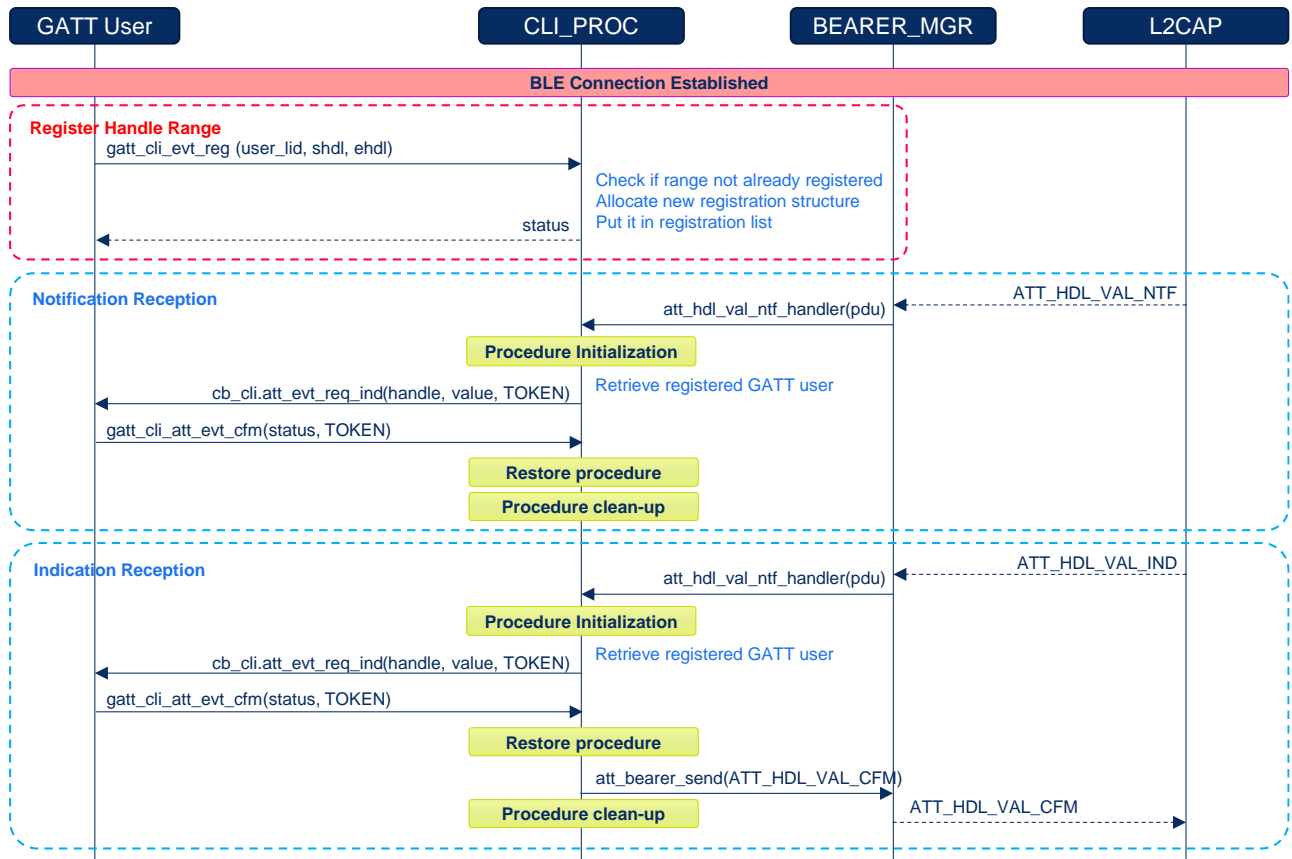 GATT User
CLI_PROC
BEARER_MGR
L2CAP
BLE Connection Established
Register Handle Range
gatt_cli_evt_reg (user_lid, shdl, ehdl)
Check if range not already registered
Allocate new registration structure
Put it in registration list
status
Notification Reception
ATT_HDL_VAL_NTF
att_hdl_val_ntf_handler(pdu)
Procedure Initialization
Retrieve registered GATT user
cb_cli.att_evt_req_ind(handle, value, TOKEN)
gatt_cli_att_evt_cfm(status, TOKEN)
Restore procedure
Procedure clean-up
Indication Reception
ATT_HDL_VAL_IND
att_hdl_val_ntf_handler(pdu)
Procedure Initialization
Retrieve registered GATT user
cb_cli.att_evt_req_ind(handle, value, TOKEN)
gatt_cli_att_evt_cfm(status, TOKEN)
Restore procedure
att_bearer_send(ATT_HDL_VAL_CFM)
Procedure clean-up
ATT_HDL_VAL_CFM